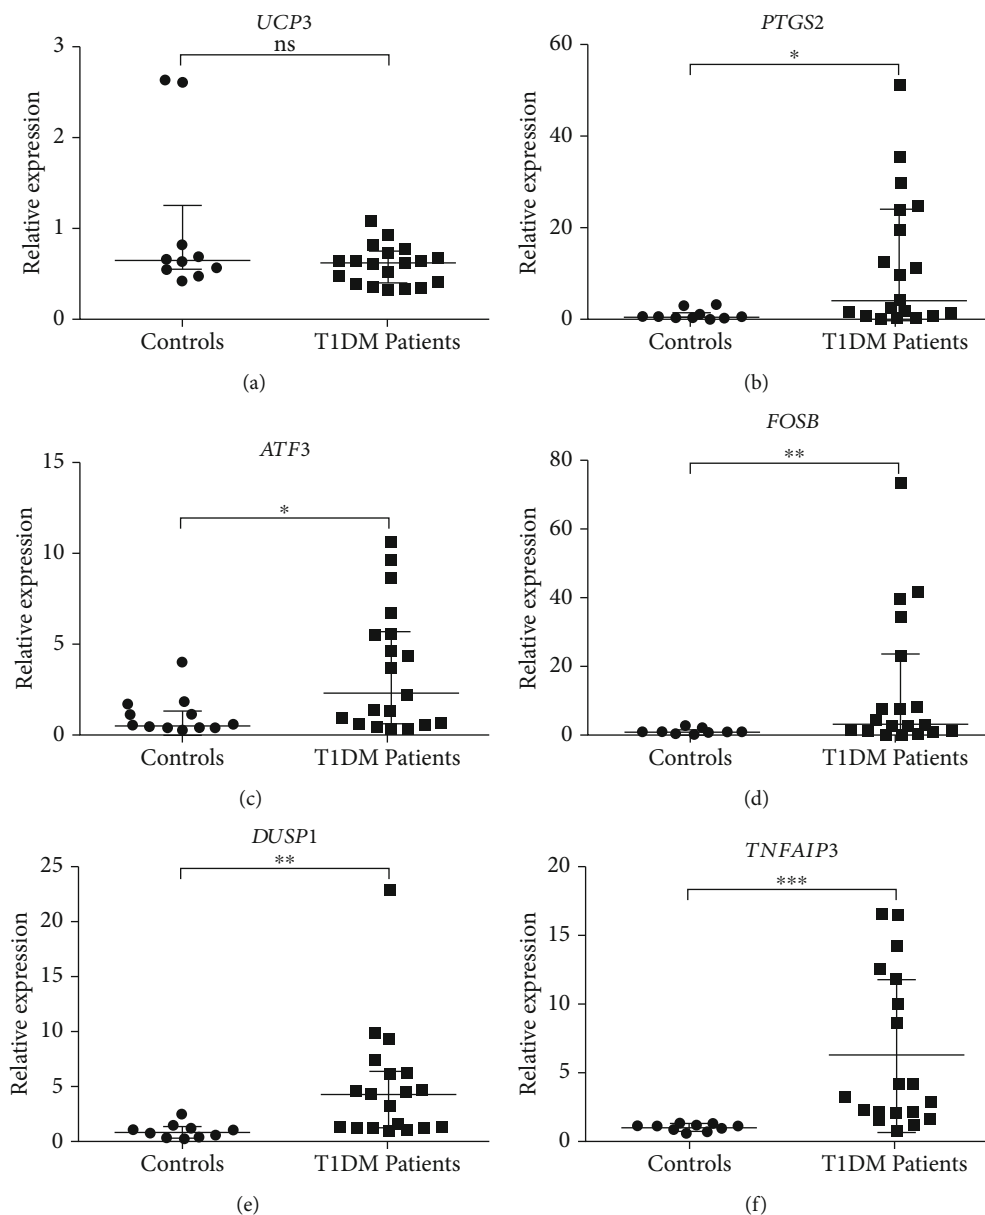 UCP3
ns
3
2
1
0
Relative expression
Controls
T1DM Patients
(a)
PTGS2
*
60
40
20
0
Relative expression
Controls
T1DM Patients
(b)
ATF3
*
15
10
5
0
Relative expression
Controls
T1DM Patients
(c)
FOSB
**
80
60
40
20
0
Relative expression
Controls
T1DM Patients
(d)
DUSP1
**
25
20
15
10
5
0
Relative expression
Controls
T1DM Patients
(e)
TNFAIP3
***
20
15
10
5
0
Relative expression
Controls
T1DM Patients
(f)